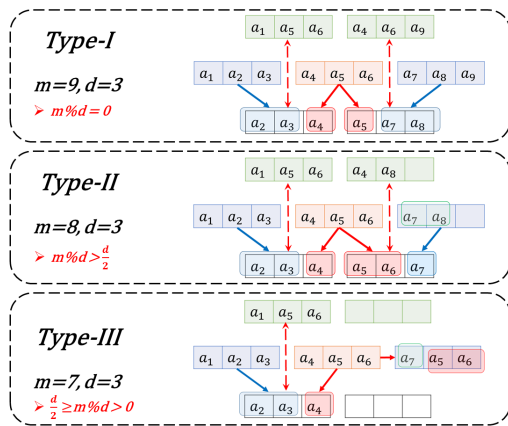 Type-I
a₁ a₅ a₆ a₄ a₆ a₉
a₁ a₂ a₃ a₄ a₅ a₆ a₇ a₈ a₉
m=9, d=3
➢ m%d=0
a₂ a₃ a₄ a₅ a₇ a₈
Type-II
a₁ a₅ a₆ a₄ a₈
a₁ a₂ a₃ a₄ a₅ a₆ a₇ a₈
m=8, d=3
➢ m%d>d/2
a₂ a₃ a₄ a₅ a₆ a₇
Type-III
a₁ a₅ a₆
a₁ a₂ a₃ a₄ a₅ a₆ a₇ a₅ a₆
m=7, d=3
➢ d/2≥m%d>0
a₂ a₃ a₄